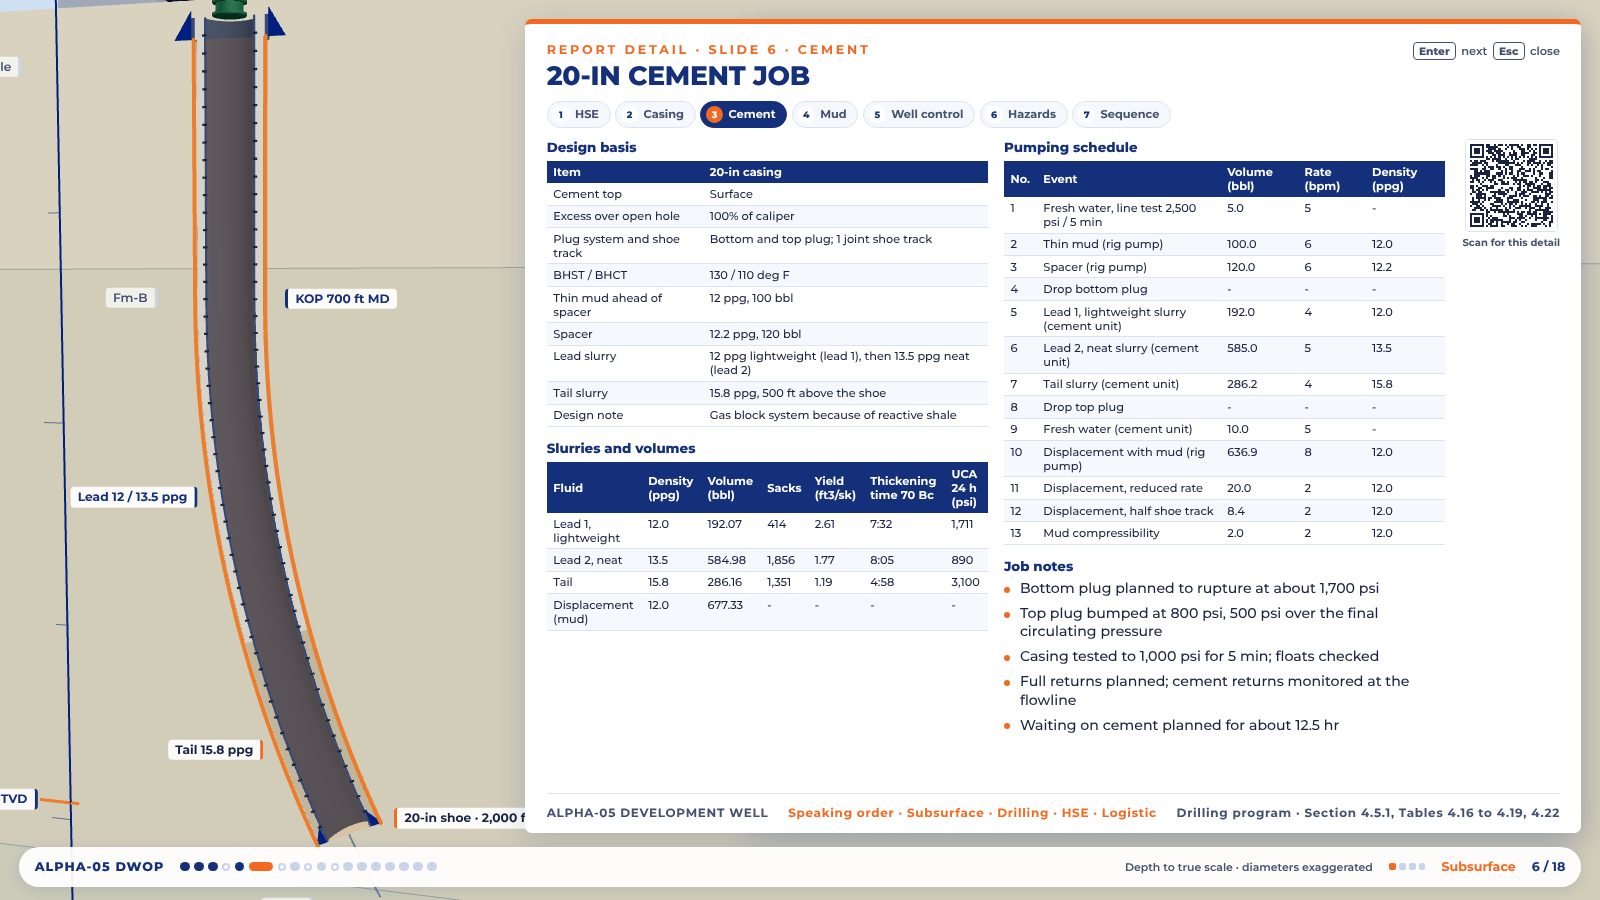 le
Fm-B
KOP 700 ft MD
Lead 12 / 13.5 ppg
Tail 15.8 ppg
TVD
20-in shoe · 2,000 f
REPORT DETAIL · SLIDE 6 · CEMENT
Enter next Esc close
20-IN CEMENT JOB
1 HSE 2 Casing 3 Cement 4 Mud 5 Well control 6 Hazards 7 Sequence
Design basis
Item 20-in casing
Cement top Surface
Excess over open hole 100% of caliper
Plug system and shoe track Bottom and top plug; 1 joint shoe track
BHST / BHCT 130 / 110 deg F
Thin mud ahead of spacer 12 ppg, 100 bbl
Spacer 12.2 ppg, 120 bbl
Lead slurry 12 ppg lightweight (lead 1), then 13.5 ppg neat (lead 2)
Tail slurry 15.8 ppg, 500 ft above the shoe
Design note Gas block system because of reactive shale
Slurries and volumes
Fluid Density (ppg) Volume (bbl) Sacks Yield (ft3/sk) Thickening time 70 Bc UCA 24 h (psi)
Lead 1, lightweight 12.0 192.07 414 2.61 7:32 1,711
Lead 2, neat 13.5 584.98 1,856 1.77 8:05 890
Tail 15.8 286.16 1,351 1.19 4:58 3,100
Displacement (mud) 12.0 677.33 - - - -
Pumping schedule
No. Event Volume (bbl) Rate (bpm) Density (ppg)
1 Fresh water, line test 2,500 psi / 5 min 5.0 5 -
2 Thin mud (rig pump) 100.0 6 12.0
3 Spacer (rig pump) 120.0 6 12.2
4 Drop bottom plug - - -
5 Lead 1, lightweight slurry (cement unit) 192.0 4 12.0
6 Lead 2, neat slurry (cement unit) 585.0 5 13.5
7 Tail slurry (cement unit) 286.2 4 15.8
8 Drop top plug - - -
9 Fresh water (cement unit) 10.0 5 -
10 Displacement with mud (rig pump) 636.9 8 12.0
11 Displacement, reduced rate 20.0 2 12.0
12 Displacement, half shoe track 8.4 2 12.0
13 Mud compressibility 2.0 2 12.0
Scan for this detail
Job notes
Bottom plug planned to rupture at about 1,700 psi
Top plug bumped at 800 psi, 500 psi over the final
circulating pressure
Casing tested to 1,000 psi for 5 min; floats checked
Full returns planned; cement returns monitored at the
flowline
Waiting on cement planned for about 12.5 hr
ALPHA-05 DEVELOPMENT WELL Speaking order · Subsurface · Drilling · HSE · Logistic Drilling program · Section 4.5.1, Tables 4.16 to 4.19, 4.22
ALPHA-05 DWOP Depth to true scale · diameters exaggerated Subsurface 6 / 18